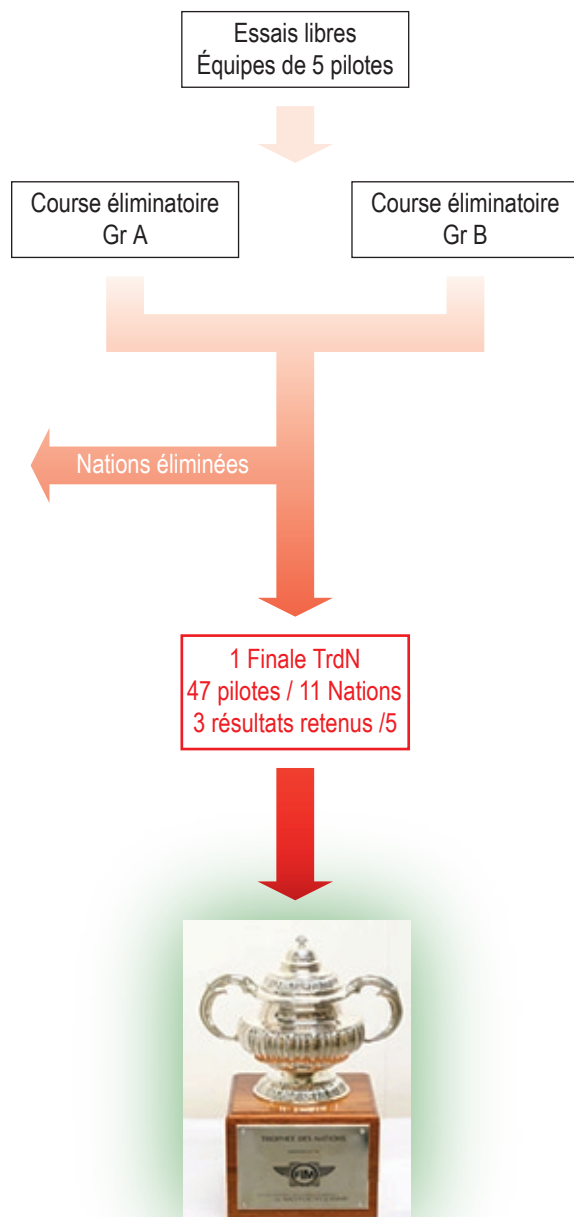 Essais libres
Équipes de 5 pilotes
Course éliminatoire
Gr A
Course éliminatoire
Gr B
Nations éliminées
1 Finale TrdN
47 pilotes / 11 Nations
3 résultats retenus /5
TROPHEE DES NATIONS
FIM